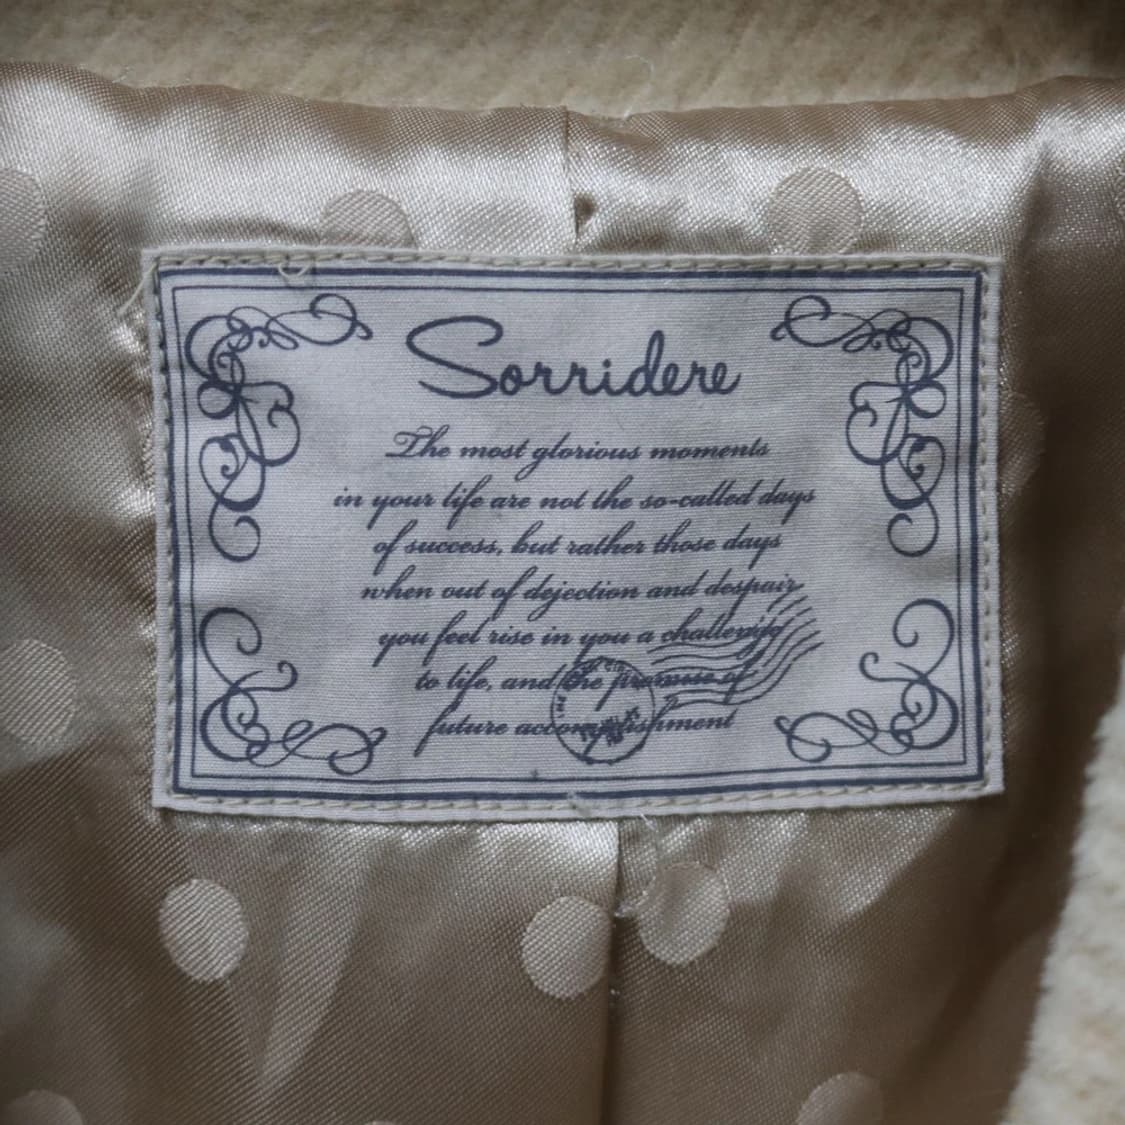 Sorridere
The most glorious moments
in your life are not the so-called days
of success, but rather those days
when out of dejection and despair
you feel rise in you a challenge
to life, and the promise of
future accomplishment